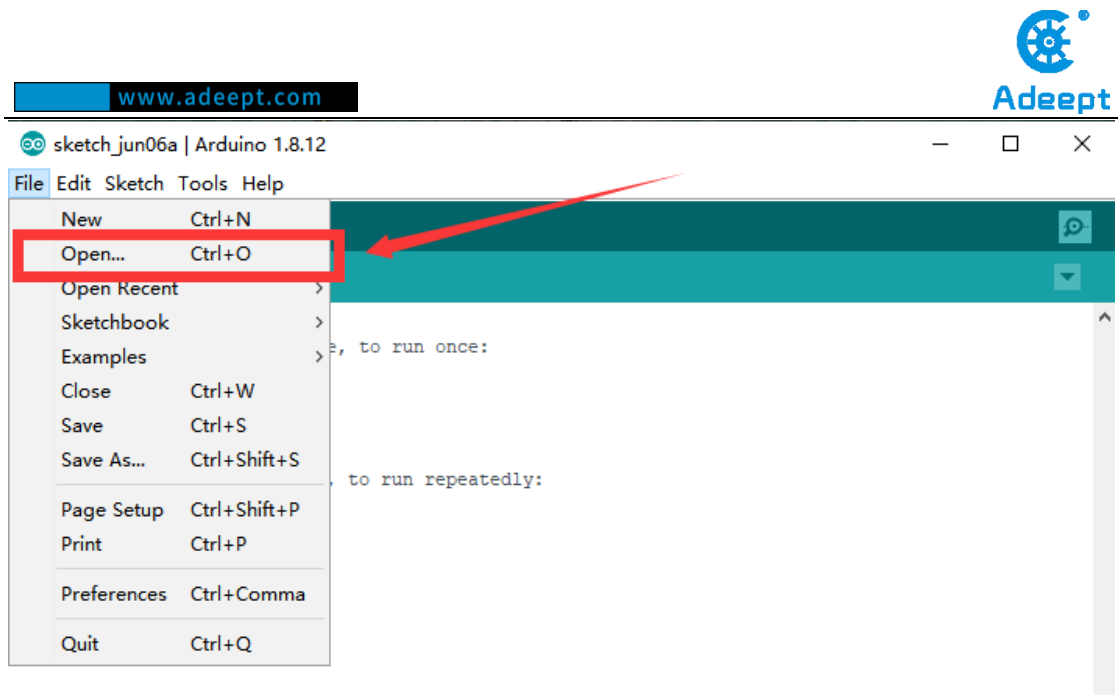 Adeept
www.adeept.com
sketch_jun06a | Arduino 1.8.12
File Edit Sketch Tools Help
New Ctrl+N
Open... Ctrl+O
Open Recent
Sketchbook
Examples
Close Ctrl+W
Save Ctrl+S
Save As... Ctrl+Shift+S
Page Setup Ctrl+Shift+P
Print Ctrl+P
Preferences Ctrl+Comma
Quit Ctrl+Q
, to run once:
, to run repeatedly: